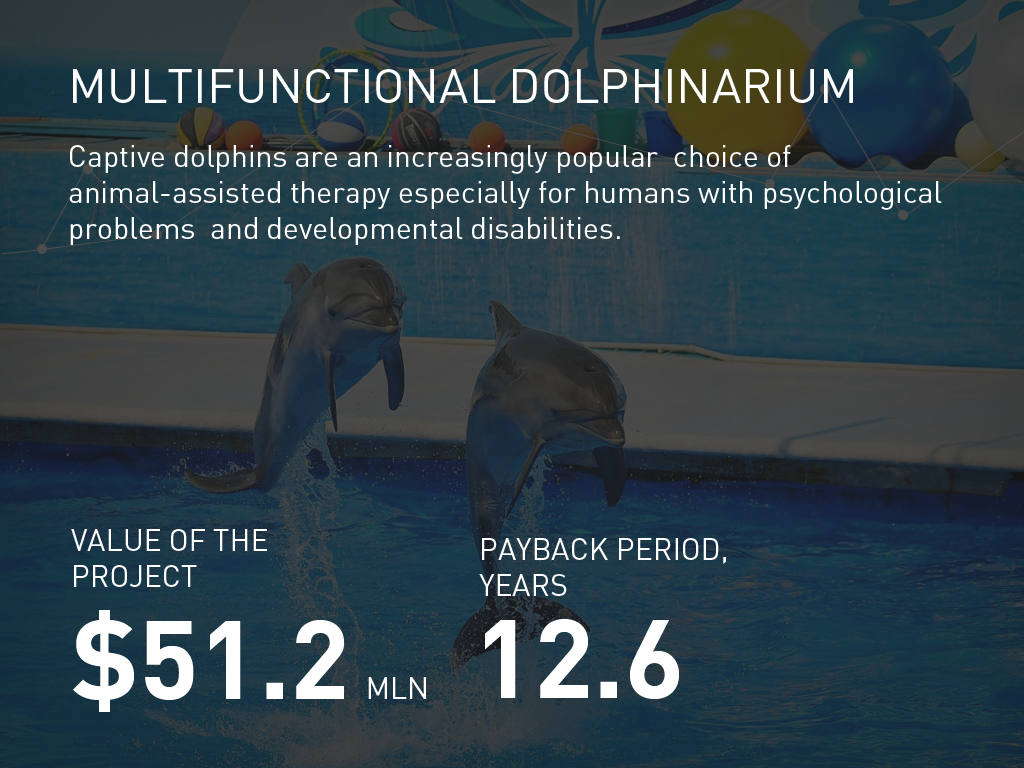 MULTIFUNCTIONAL DOLPHINARIUM
Captive dolphins are an increasingly popular  choice of
animal-assisted therapy especially for humans with psychological
problems  and developmental disabilities.
VALUE OF THE
PROJECT
$51.2 MLN
PAYBACK PERIOD,
YEARS
12.6